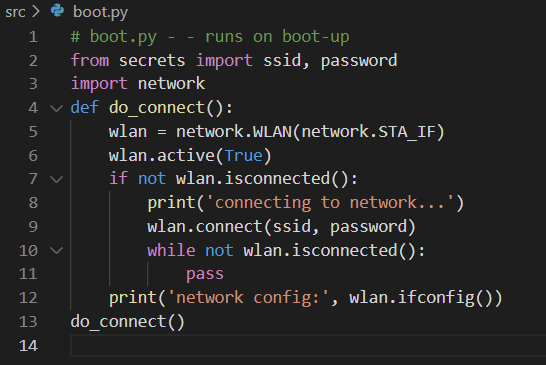 src > boot.py
1 # boot.py - - runs on boot-up
2 from secrets import ssid, password
3 import network
4 def do_connect():
5     wlan = network.WLAN(network.STA_IF)
6     wlan.active(True)
7     if not wlan.isconnected():
8         print('connecting to network...')
9         wlan.connect(ssid, password)
10         while not wlan.isconnected():
11             pass
12     print('network config:', wlan.ifconfig())
13 do_connect()
14